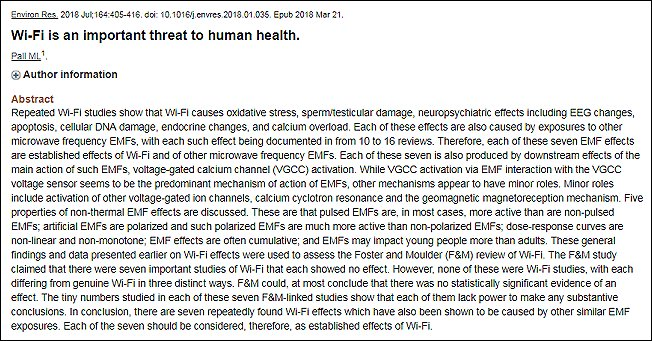 Environ Res. 2018 Jul;164:405-416. doi: 10.1016/j.envres.2018.01.035. Epub 2018 Mar 21.
Wi-Fi is an important threat to human health.
Pall ML1.
Author information
Abstract
Repeated Wi-Fi studies show that Wi-Fi causes oxidative stress, sperm/testicular damage, neuropsychiatric effects including EEG changes,
apoptosis, cellular DNA damage, endocrine changes, and calcium overload. Each of these effects are also caused by exposures to other
microwave frequency EMFs, with each such effect being documented in from 10 to 16 reviews. Therefore, each of these seven EMF effects
are established effects of Wi-Fi and of other microwave frequency EMFs. Each of these seven is also produced by downstream effects of the
main action of such EMFs, voltage-gated calcium channel (VGCC) activation. While VGCC activation via EMF interaction with the VGCC
voltage sensor seems to be the predominant mechanism of action of EMFs, other mechanisms appear to have minor roles. Minor roles
include activation of other voltage-gated ion channels, calcium cyclotron resonance and the geomagnetic magnetoreception mechanism. Five
properties of non-thermal EMF effects are discussed. These are that pulsed EMFs are, in most cases, more active than are non-pulsed
EMFs; artificial EMFs are polarized and such polarized EMFs are much more active than non-polarized EMFs; dose-response curves are
non-linear and non-monotone; EMF effects are often cumulative; and EMFs may impact young people more than adults. These general
findings and data presented earlier on Wi-Fi effects were used to assess the Foster and Moulder (F&M) review of Wi-Fi. The F&M study
claimed that there were seven important studies of Wi-Fi that each showed no effect. However, none of these were Wi-Fi studies, with each
differing from genuine Wi-Fi in three distinct ways. F&M could, at most conclude that there was no statistically significant evidence of an
effect. The tiny numbers studied in each of these seven F&M-linked studies show that each of them lack power to make any substantive
conclusions. In conclusion, there are seven repeatedly found Wi-Fi effects which have also been shown to be caused by other similar EMF
exposures. Each of the seven should be considered, therefore, as established effects of Wi-Fi.